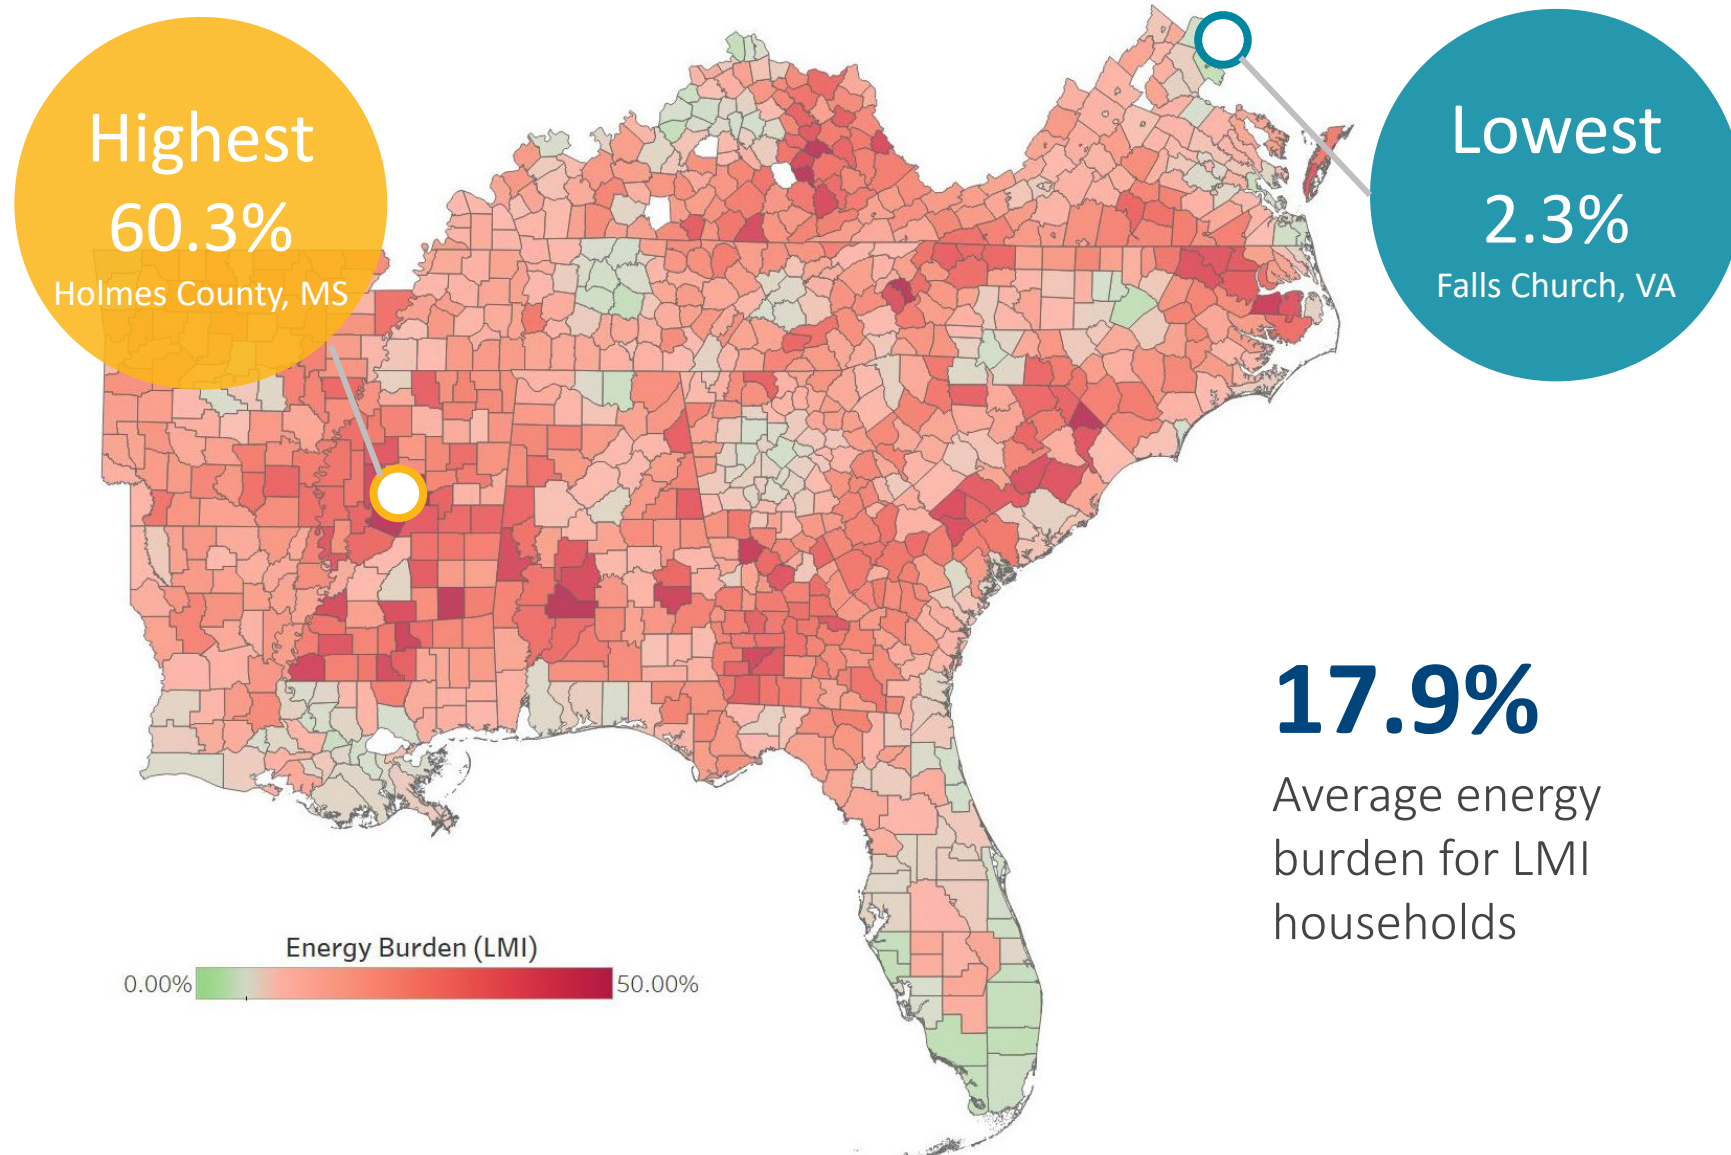 Highest
60.3%
Holmes County, MS
Lowest
2.3%
Falls Church, VA
17.9%
Average energy
burden for LMI
households
Energy Burden (LMI)
0.00%
50.00%